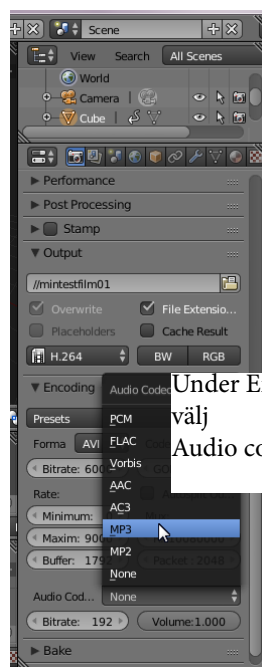 Scene
View Search All Scenes
World
Camera
Cube
Performance
Post Processing
Stamp
Output
//mintestfilm01
Overwrite File Extensio...
Placeholders Cache Result
H.264 BW RGB
Encoding
Audio Codec
Under E
välj
Audio co
Presets
PCM
FLAC
Forma AVI
Vorbis
Bitrate: 600
AAC
Rate:
AC3
Minimum:
MP3
Maxim: 900
MP2
Buffer: 179 Packet: 2048
None
Audio Cod... None
Bitrate: 192 Volume:1.000
Bake